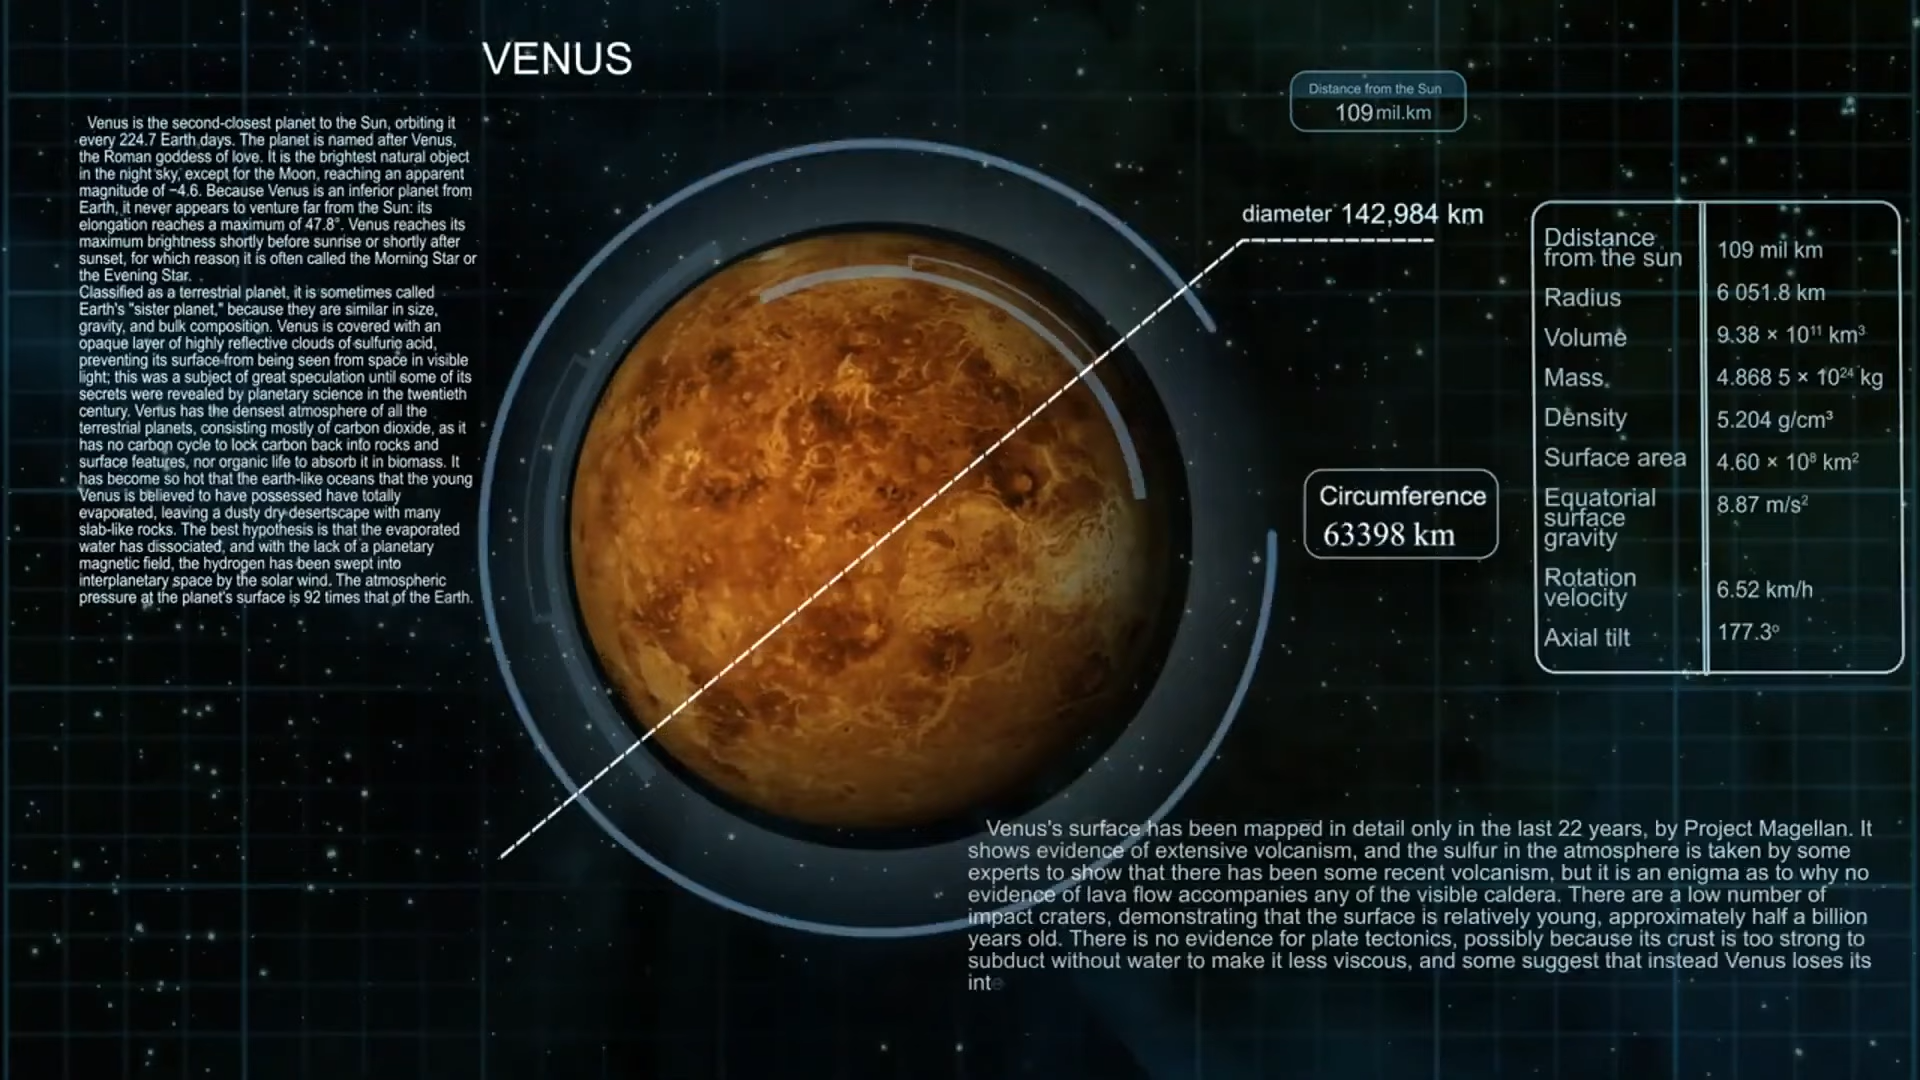 VENUS
Venus is the second-closest planet to the Sun, orbiting it
every 224.7 Earth days. The planet is named after Venus,
the Roman goddess of love. It is the brightest natural object
in the night sky, except for the Moon, reaching an apparent
magnitude of −4.6. Because Venus is an inferior planet from
Earth, it never appears to venture far from the Sun: its
elongation reaches a maximum of 47.8°. Venus reaches its
maximum brightness shortly before sunrise or shortly after
sunset, for which reason it is often called the Morning Star or
the Evening Star.
Classified as a terrestrial planet, it is sometimes called
Earth's "sister planet," because they are similar in size,
gravity, and bulk composition. Venus is covered with an
opaque layer of highly reflective clouds of sulfuric acid,
preventing its surface from being seen from space in visible
light; this was a subject of great speculation until some of its
secrets were revealed by planetary science in the twentieth
century. Venus has the densest atmosphere of all the
terrestrial planets, consisting mostly of carbon dioxide, as it
has no carbon cycle to lock carbon back into rocks and
surface features, nor organic life to absorb it in biomass. It
has become so hot that the earth-like oceans that the young
Venus is believed to have possessed have totally
evaporated, leaving a dusty dry desertscape with many
slab-like rocks. The best hypothesis is that the evaporated
water has dissociated, and with the lack of a planetary
magnetic field, the hydrogen has been swept into
interplanetary space by the solar wind. The atmospheric
pressure at the planet's surface is 92 times that of the Earth.
Distance from the Sun
109 mil.km
diameter 142,984 km
Circumference
63398 km
Ddistance
from the sun 109 mil km
Radius 6 051.8 km
Volume 9.38 × 10¹¹ km³
Mass 4.868 5 × 10²⁴ kg
Density 5.204 g/cm³
Surface area 4.60 × 10⁸ km²
Equatorial 8.87 m/s²
surface
gravity
Rotation
velocity 6.52 km/h
Axial tilt 177.3°
Venus's surface has been mapped in detail only in the last 22 years, by Project Magellan. It
shows evidence of extensive volcanism, and the sulfur in the atmosphere is taken by some
experts to show that there has been some recent volcanism, but it is an enigma as to why no
evidence of lava flow accompanies any of the visible caldera. There are a low number of
impact craters, demonstrating that the surface is relatively young, approximately half a billion
years old. There is no evidence for plate tectonics, possibly because its crust is too strong to
subduct without water to make it less viscous, and some suggest that instead Venus loses its
inte